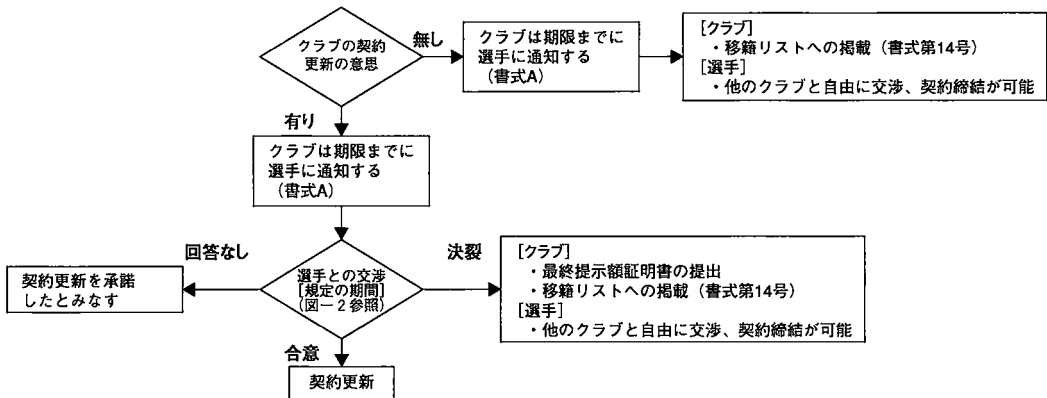 クラブの契約
更新の意思
無し
クラブは期限までに
選手に通知する
(書式A)
[クラブ]
・移籍リストへの掲載(書式第14号)
[選手]
・他のクラブと自由に交渉、契約締結が可能
有り
クラブは期限までに
選手に通知する
(書式A)
回答なし
契約更新を承諾
したとみなす
選手との交渉
[規定の期間]
(図ー2参照)
決裂
[クラブ]
・最終提示額証明書の提出
・移籍リストへの掲載(書式第14号)
[選手]
・他のクラブと自由に交渉、契約締結が可能
合意
契約更新